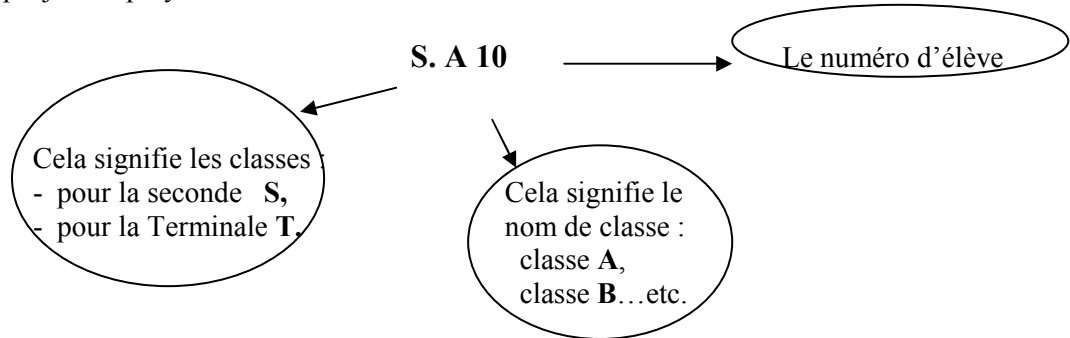 S. A 10
Le numéro d’élève
Cela signifie les classes :
- pour la seconde S,
- pour la Terminale T.
Cela signifie le
nom de classe :
classe A,
classe B…etc.